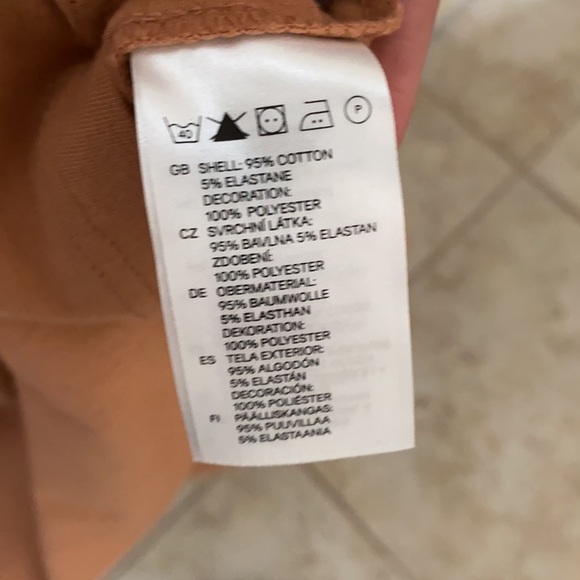 40 P
GB SHELL: 95% COTTON
5% ELASTANE
DECORATION:
100% POLYESTER
CZ SVRCHNÍ LÁTKA:
95% BAVLNA 5% ELASTAN
ZDOBENÍ:
100% POLYESTER
DE OBERMATERIAL:
95% BAUMWOLLE
5% ELASTHAN
DEKORATION:
100% POLYESTER
ES TELA EXTERIOR:
95% ALGODÓN
5% ELASTÁN
DECORACIÓN:
100% POLIÉSTER
FI PÄÄLLISKANGAS:
95% PUUVILLAA
5% ELASTAANIA